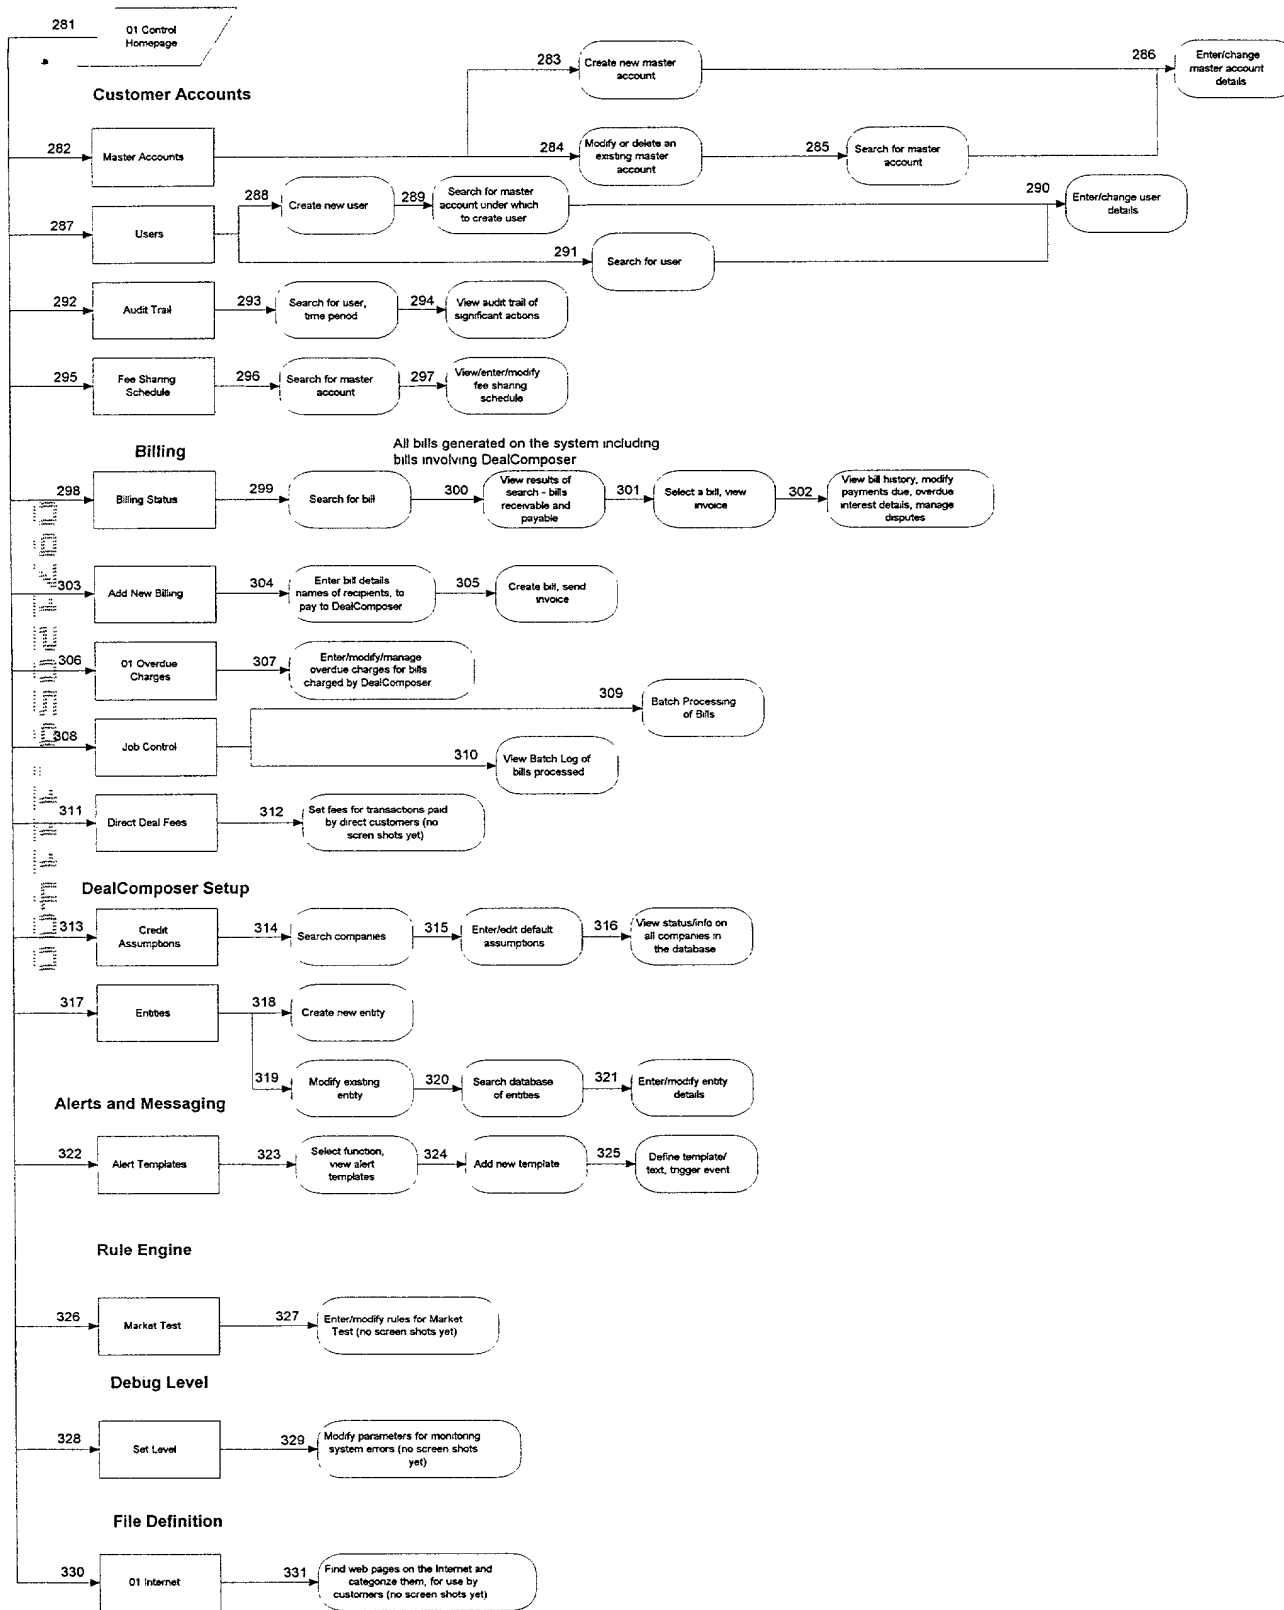 281
01 Control
Homepage
Customer Accounts
282
Master Accounts
283
Create new master
account
284
Modify or delete an
existing master
account
285
Search for master
account
286
Enter/change
master account
details
287
Users
288
Create new user
289
Search for master
account under which
to create user
290
Enter/change user
details
291
Search for user
292
Audit Trail
293
Search for user,
time period
294
View audit trail of
significant actions
295
Fee Sharing
Schedule
296
Search for master
account
297
View/enter/modify
fee sharing
schedule
Billing
All bills generated on the system including
bills involving DealComposer
298
Billing Status
299
Search for bill
300
View results of
search - bills
receivable and
payable
301
Select a bill, view
invoice
302
View bill history, modify
payments due, overdue
interest details, manage
disputes
303
Add New Billing
304
Enter bill details
names of recipients, to
pay to DealComposer
305
Create bill, send
invoice
306
01 Overdue
Charges
307
Enter/modify/manage
overdue charges for bills
charged by DealComposer
308
Job Control
309
Batch Processing
of Bills
310
View Batch Log of
bills processed
311
Direct Deal Fees
312
Set fees for transactions paid
by direct customers (no
scren shots yet)
DealComposer Setup
313
Credit
Assumptions
314
Search companies
315
Enter/edit default
assumptions
316
View status/info on
all companies in
the database
317
Entities
318
Create new entity
319
Modify existing
entity
320
Search database
of entities
321
Enter/modify entity
details
Alerts and Messaging
322
Alert Templates
323
Select function,
view alert
templates
324
Add new template
325
Define template/
text, trigger event
Rule Engine
326
Market Test
327
Enter/modify rules for Market
Test (no screen shots yet)
Debug Level
328
Set Level
329
Modify parameters for monitoring
system errors (no screen shots
yet)
File Definition
330
01 Internet
331
Find web pages on the Internet and
categorize them, for use by
customers (no screen shots yet)